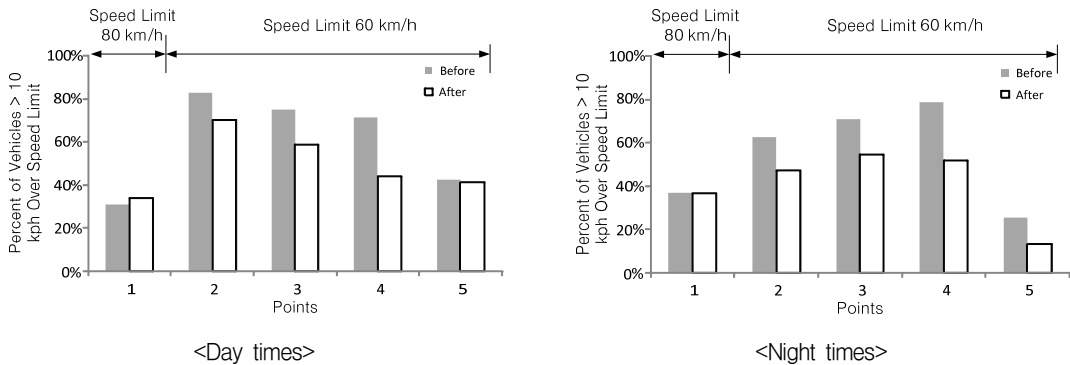 Speed Limit
80 km/h
Speed Limit 60 km/h
Percent of Vehicles > 10
kph Over Speed Limit
100%
80%
60%
40%
20%
0%
Before
After
1 2 3 4 5
Points
<Day times>
Speed Limit
80 km/h
Speed Limit 60 km/h
Percent of Vehicles > 10
kph Over Speed Limit
100%
80%
60%
40%
20%
0%
Before
After
1 2 3 4 5
Points
<Night times>